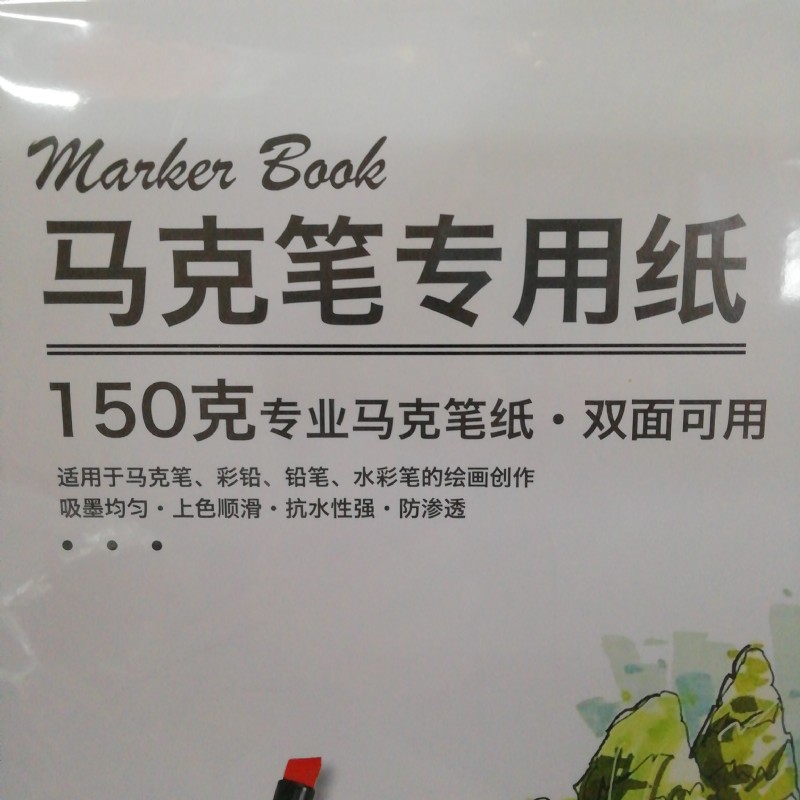 Marker Book
马克笔专用纸
150克专业马克笔纸·双面可用
适用于马克笔、彩铅、铅笔、水彩笔的绘画创作
吸墨均匀·上色顺滑·抗水性强·防渗透